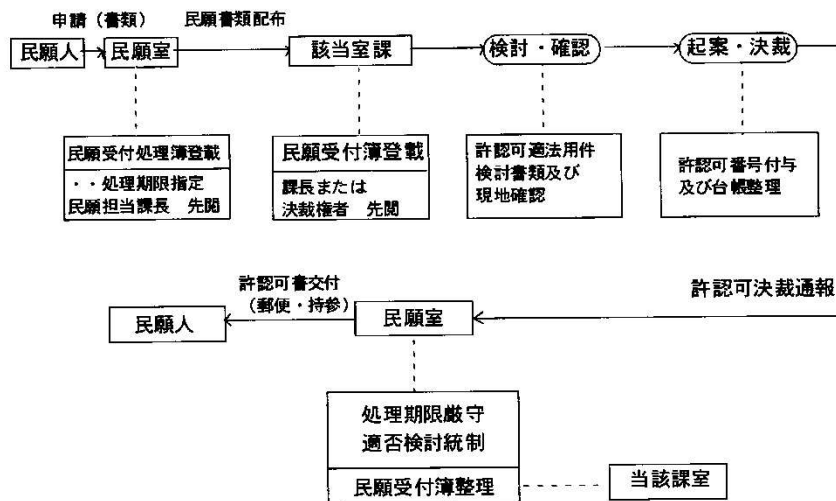 申請（書類）
民願書類配布
民願人
民願室
該当室課
検討・確認
起案・決裁
民願受付処理簿登載
・・処理期限指定
民願担当課長　先閲
民願受付簿登載
課長または
決裁権者　先閲
許認可適法用件
検討書類及び
現地確認
許認可番号付与
及び台帳整理
許認可書交付
（郵便・持参）
許認可決裁通報
民願人
民願室
処理期限厳守
適否検討統制
民願受付簿整理
当該課室